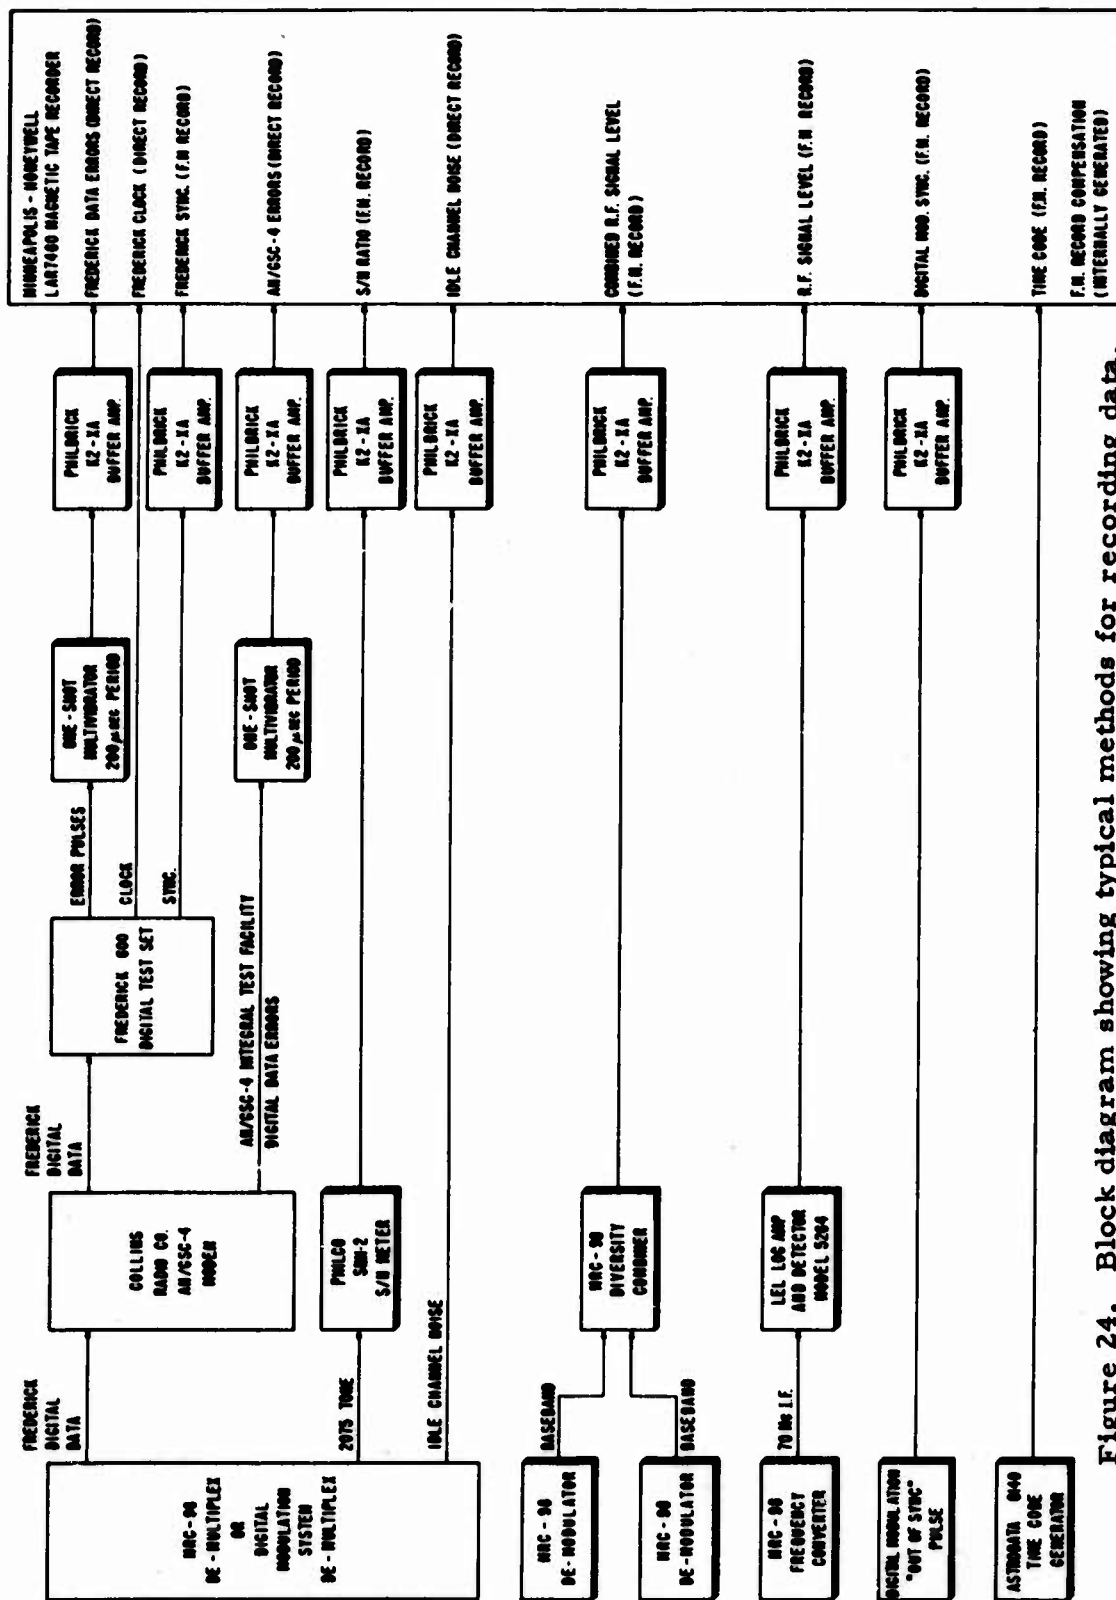 MINNEAPOLIS - HONEYWELL
LAR7460 MAGNETIC TAPE RECORDER
FREDERICK DATA ERRORS (DIRECT RECORD)
FREDERICK CLOCK (DIRECT RECORD)
FREDERICK SYNC. (F.M RECORD)
AN/GSC-4 ERRORS (DIRECT RECORD)
S/N RATIO (F.M. RECORD)
IDLE CHANNEL NOISE (DIRECT RECORD)
COMBINED R.F. SIGNAL LEVEL
(F.M. RECORD)
R.F. SIGNAL LEVEL (F.M. RECORD)
DIGITAL MOD. SYNC. (F.M. RECORD)
TIME CODE (F.M. RECORD)
F.M. RECORD COMPENSATION
(INTERNALLY GENERATED)
PHILBRICK
K2-XA
BUFFER AMP.
PHILBRICK
K2-XA
BUFFER AMP.
PHILBRICK
K2-XA
BUFFER AMP.
PHILBRICK
K2-XA
BUFFER AMP.
PHILBRICK
K2-XA
BUFFER AMP.
PHILBRICK
K2-XA
BUFFER AMP.
PHILBRICK
K2-XA
BUFFER AMP.
PHILBRICK
K2-XA
BUFFER AMP.
ONE-SHOT
MULTIVIBRATOR
200 µsec PERIOD
ONE-SHOT
MULTIVIBRATOR
200 µsec PERIOD
ERROR PULSES
CLOCK
SYNC.
FREDERICK 600
DIGITAL TEST SET
AN/GSC-4 INTEGRAL TEST FACILITY
DIGITAL DATA ERRORS
FREDERICK
DIGITAL
DATA
COLLINS
RADIO CO.
AN/GSC-4
MODEM
PHILCO
SNM-2
S/N METER
MRC-98
DIVERSITY
COMBINER
LEL LOG AMP
AND DETECTOR
MODEL 5264
FREDERICK
DIGITAL
DATA
2075 TONE
IDLE CHANNEL NOISE
BASEBAND
BASEBAND
70 Mc I.F.
MRC-98
DE-MULTIPLEX
OR
DIGITAL
MODULATION
SYSTEM
DE-MULTIPLEX
MRC-98
DE-MODULATOR
MRC-98
DE-MODULATOR
MRC-98
FREQUENCY
CONVERTER
DIGITAL MODULATION
"OUT OF SYNC"
PULSE
ASTRODATA 6140
TIME CODE
GENERATOR
Figure 24. Block diagram showing typical methods for recording data.